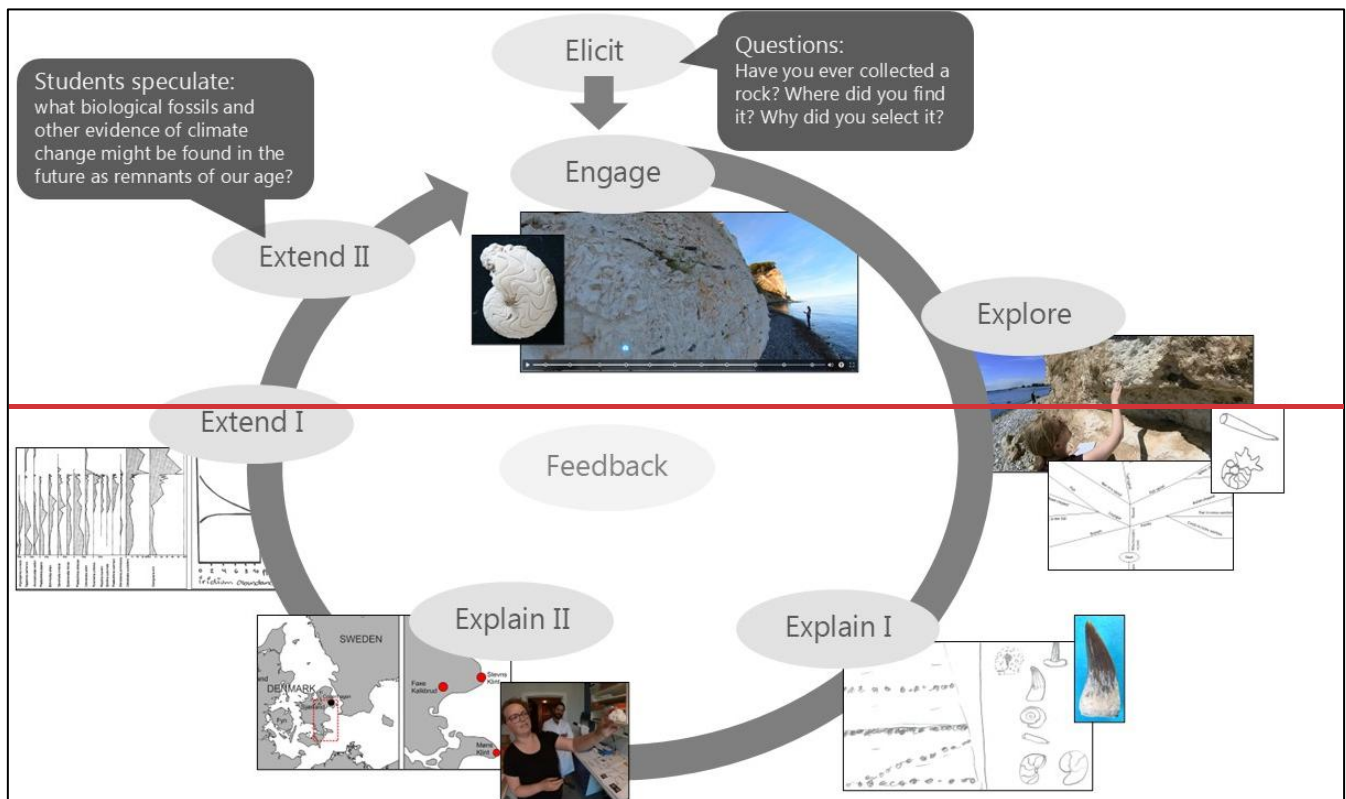 Elicit
Questions:
Have you ever collected a
rock? Where did you find
it? Why did you select it?
Students speculate:
what biological fossils and
other evidence of climate
change might be found in the
future as remnants of our age?
Engage
Extend II
Explore
Extend I
Feedback
iridium abundance
Explain II
Explain I
SWEDEN
DENMARK
Fyn
Faxe
Kalkbrud
Stevns
Klint
Møns
Klint